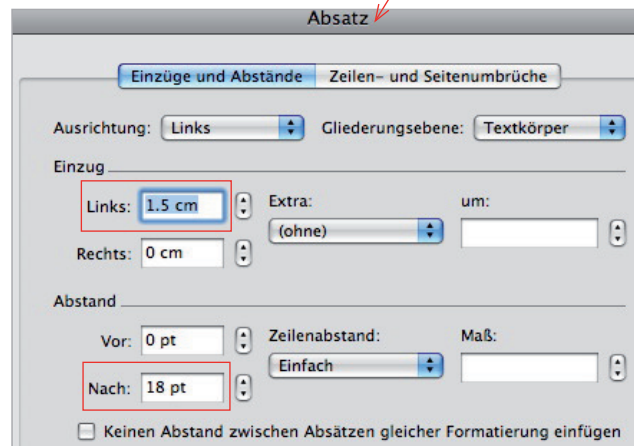 Absatz
Einzüge und Abstände Zeilen- und Seitenumbrüche
Ausrichtung: Links Gliederungsebene: Textkörper
Einzug
Links: 1.5 cm Extra: um:
(ohne)
Rechts: 0 cm
Abstand
Vor: 0 pt Zeilenabstand: Maß:
Einfach
Nach: 18 pt
Keinen Abstand zwischen Absätzen gleicher Formatierung einfügen